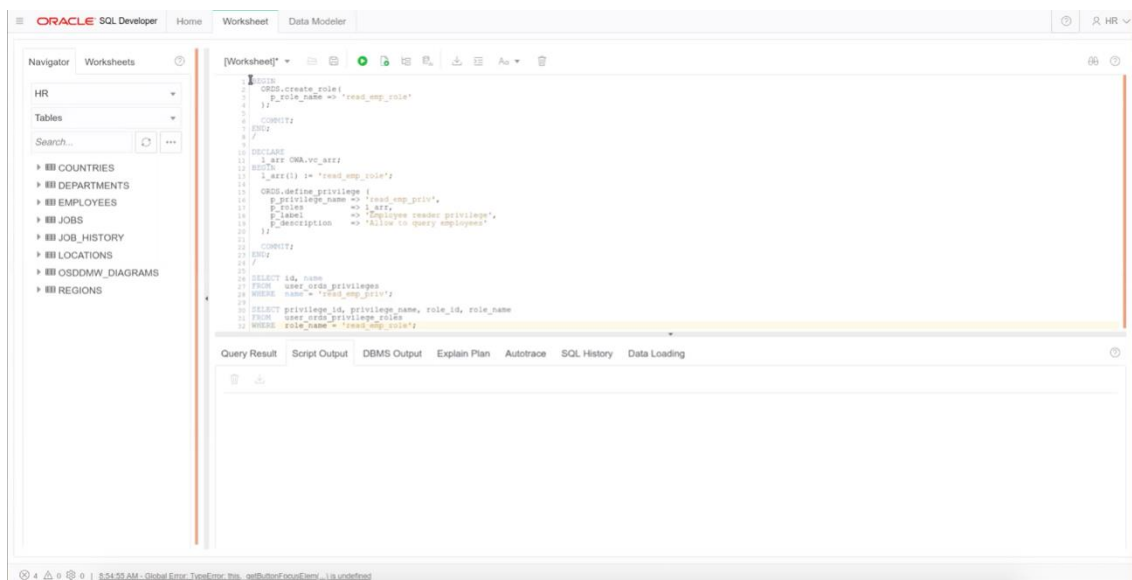 ORACLE SQL Developer Home Worksheet Data Modeler HR
Navigator Worksheets
HR
Tables
Search...
COUNTRIES
DEPARTMENTS
EMPLOYEES
JOBS
JOB_HISTORY
LOCATIONS
OSDDMW_DIAGRAMS
REGIONS
[Worksheet]* Aa
1 BEGIN
2 ORDS.create_role(
3 p_role_name => 'read_emp_role'
4 );
5
6 COMMIT;
7 END;
8 /
9
10 DECLARE
11 l_arr OWA.vc_arr;
12 BEGIN
13 l_arr(1) := 'read_emp_role';
14
15 ORDS.define_privilege (
16 p_privilege_name => 'read_emp_priv',
17 p_roles => l_arr,
18 p_label => 'Employee reader privilege',
19 p_description => 'Allow to query employees'
20 );
21
22 COMMIT;
23 END;
24 /
25
26 SELECT id, name
27 FROM user_ords_privileges
28 WHERE name = 'read_emp_priv';
29
30 SELECT privilege_id, privilege_name, role_id, role_name
31 FROM user_ords_privilege_roles
32 WHERE role_name = 'read_emp_role';
Query Result Script Output DBMS Output Explain Plan Autotrace SQL History Data Loading
4 0 0 | 8:54:55 AM - Global Error: TypeError: this._getButtonFocusElem(...) is undefined